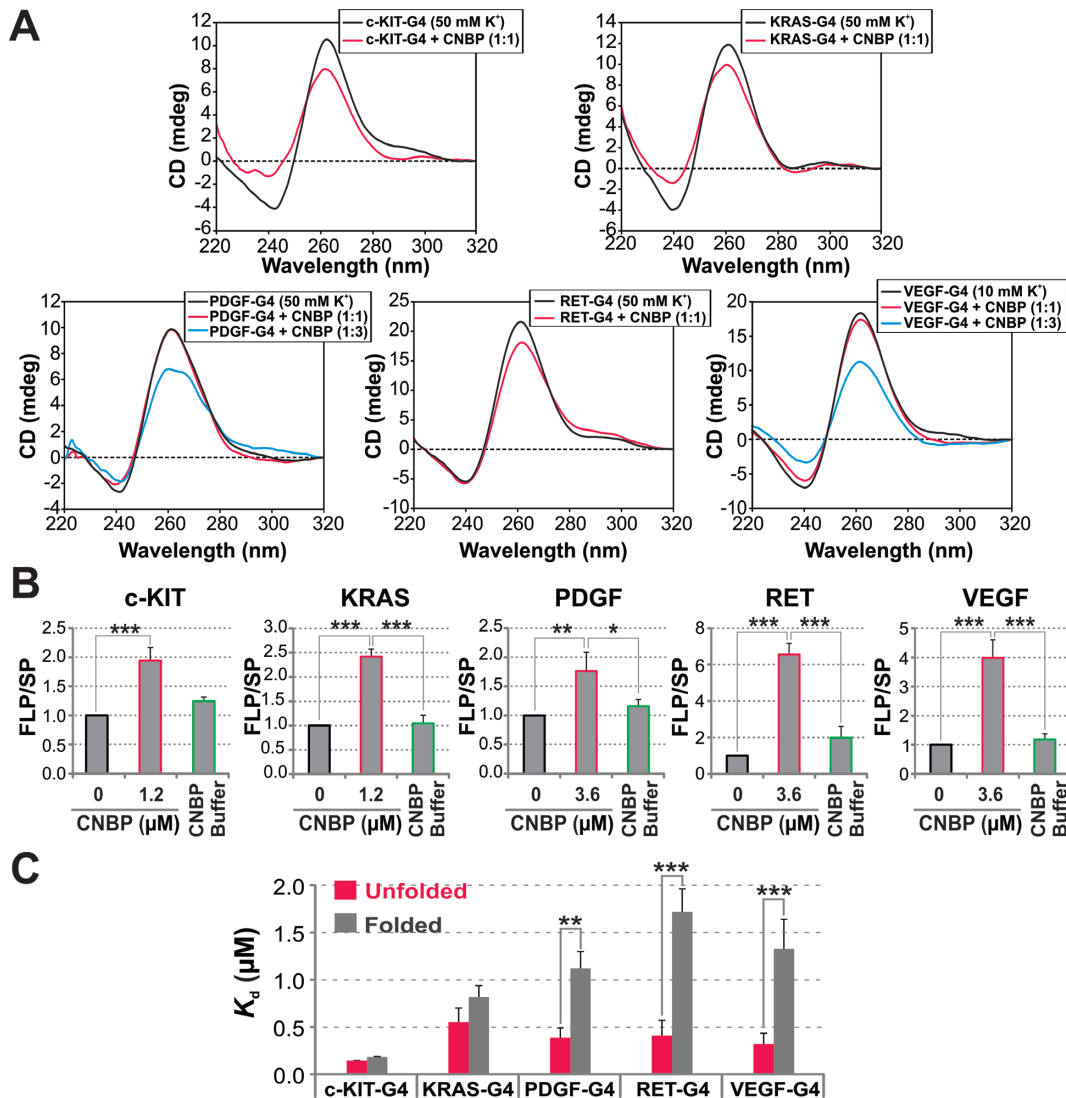 A
c-KIT-G4 (50 mM K⁺)
c-KIT-G4 + CNBP (1:1)
12
10
8
6
4
2
0
-2
-4
-6
CD (mdeg)
220 240 260 280 300 320
Wavelength (nm)
KRAS-G4 (50 mM K⁺)
KRAS-G4 + CBP (1:1)
14
12
10
8
6
4
2
0
-2
-4
-6
CD (mdeg)
220 240 260 280 300 320
Wavelength (nm)
PDGF-G4 (50 mM K⁺)
PDGF-G4 + CNBP (1:1)
PDGF-G4 + CNBP (1:3)
12
10
8
6
4
2
0
-2
-4
CD (mdeg)
220 240 260 280 300 320
Wavelength (nm)
RET-G4 (50 mM K⁺)
RET-G4 + CNBP (1:1)
25
20
15
10
5
0
-5
-10
CD (mdeg)
220 240 260 280 300 320
Wavelength (nm)
VEGF-G4 (10 mM K⁺)
VEGF-G4 + CNBP (1:1)
VEGF-G4 + CNBP (1:3)
20
15
10
5
0
-5
-10
CD (mdeg)
220 240 260 280 300 320
Wavelength (nm)
B
c-KIT
2.5
2.0
1.5
1.0
0.5
0.0
FLP/SP
***
0 1.2
CNBP (µM)
CNBP
Buffer
KRAS
3.0
2.5
2.0
1.5
1.0
0.5
0.0
FLP/SP
*** ***
0 1.2
CNBP (µM)
CNBP
Buffer
PDGF
2.5
2.0
1.5
1.0
0.5
0.0
FLP/SP
** *
0 3.6
CNBP (µM)
CNBP
Buffer
RET
8
6
4
2
0
FLP/SP
*** ***
0 3.6
CNBP (µM)
CNBP
Buffer
VEGF
5
4
3
2
1
0
FLP/SP
*** ***
0 3.6
CNBP (µM)
CNBP
Buffer
C
Unfolded
Folded
2.0
1.5
1.0
0.5
0.0
Kd (µM)
** *** ***
c-KIT-G4 KRAS-G4 PDGF-G4 RET-G4 VEGF-G4